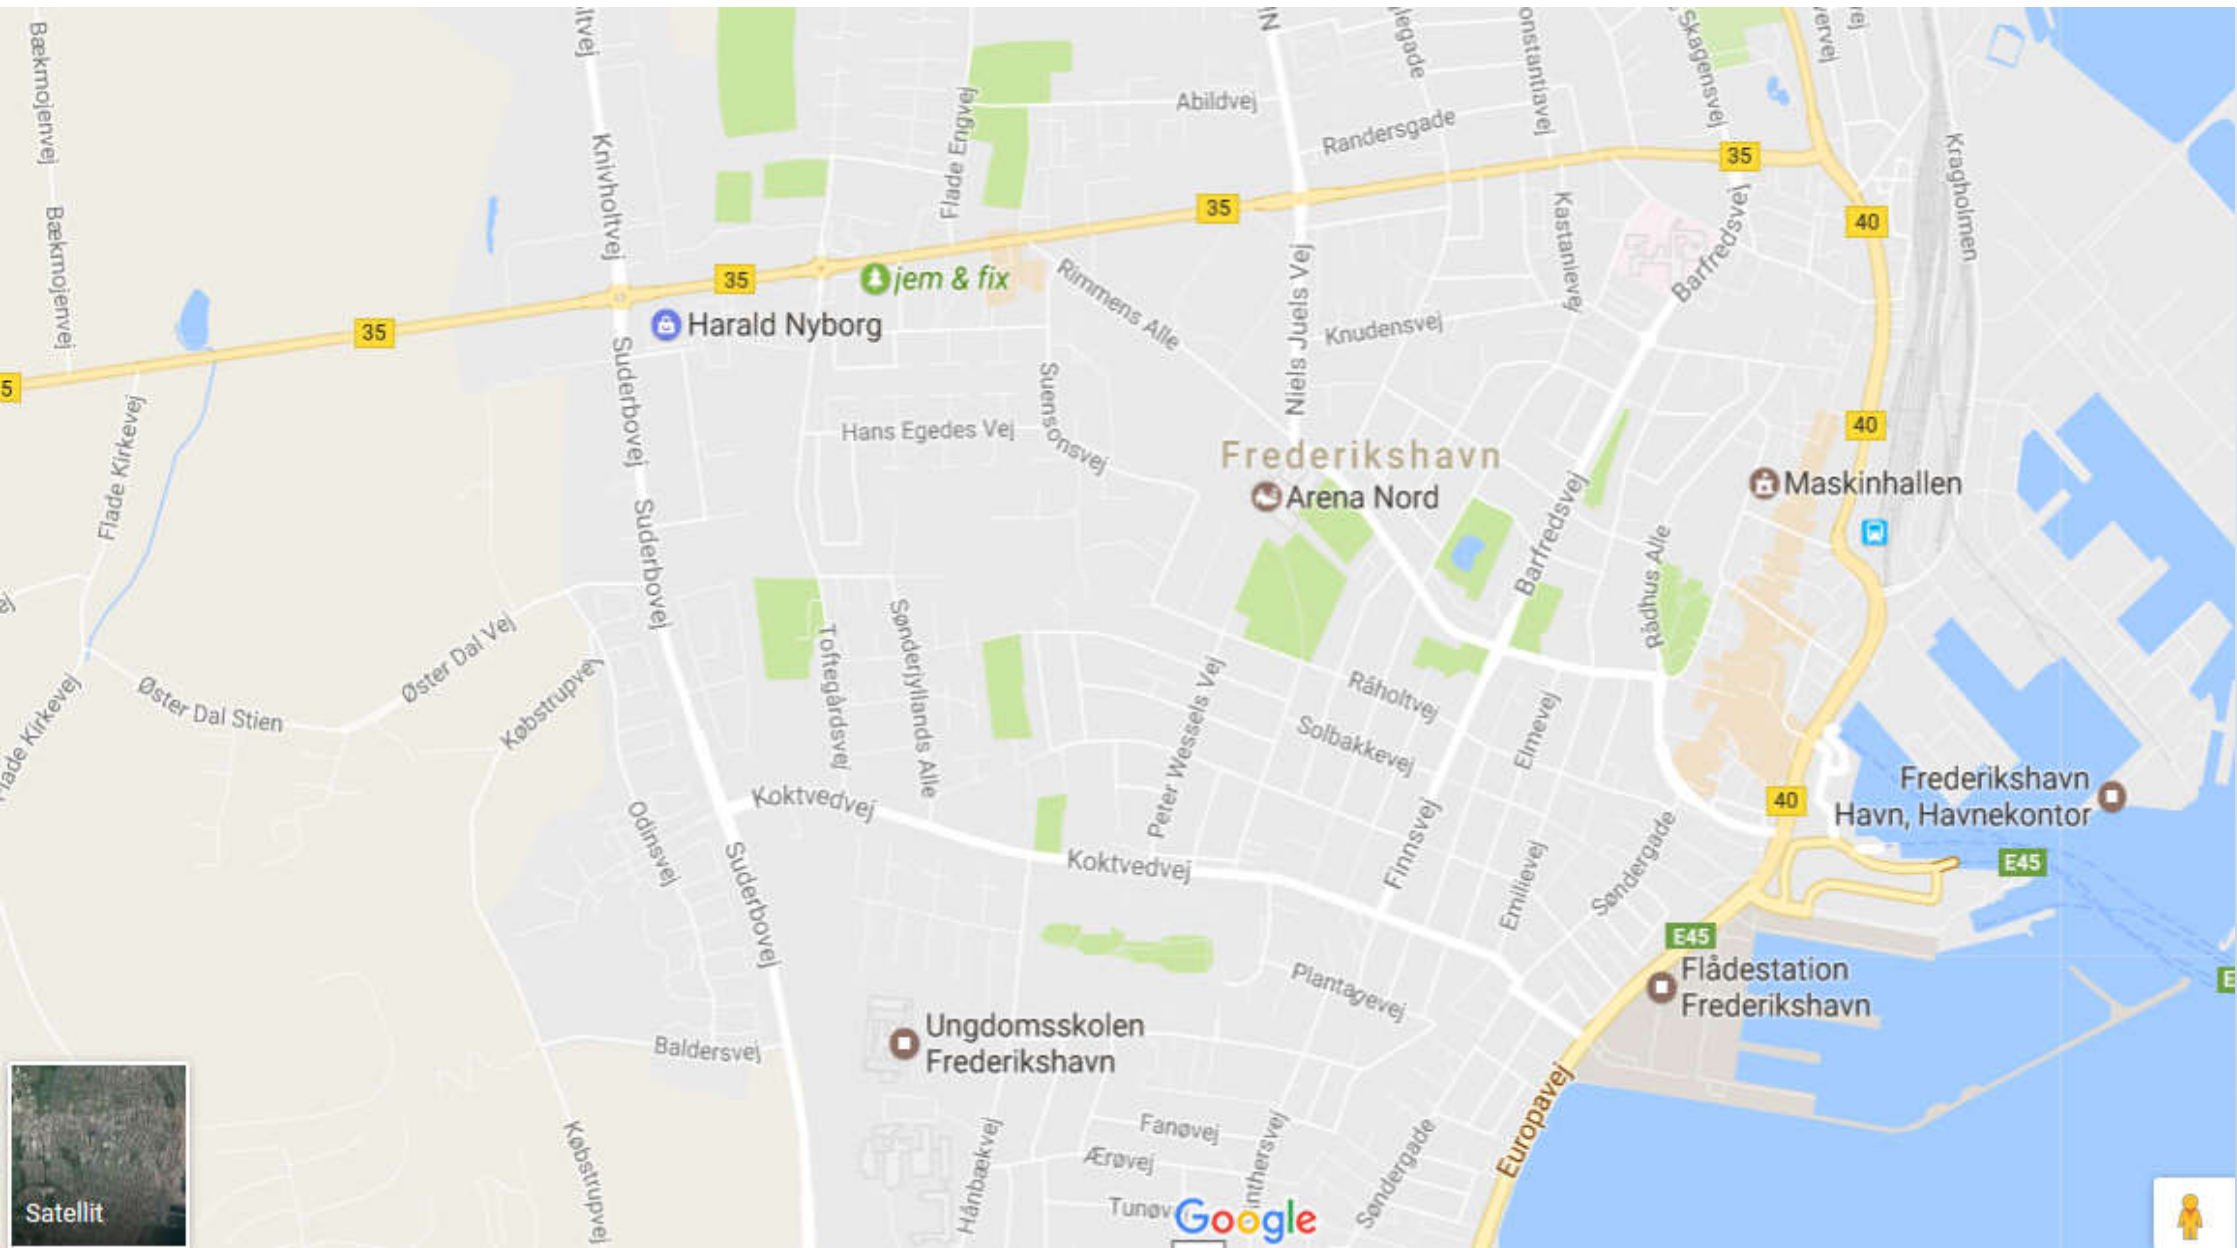 Bækmojenvej
Bækmojenvej
Knivholtvej
Flade Engvej
Abildvej
Randersgade
Skagensvej
Kragholmen
35
40
35
35
35
5
jem & fix
Harald Nyborg
Rimmens Alle
Niels Juels Vej
Knudensvej
Kastanievej
Barfredsvej
40
Flade Kirkevej
Suderbovej
Hans Egedes Vej
Suensonsvej
Frederikshavn
Arena Nord
Maskinhallen
Suderbovej
Barfredsvej
Rådhus Alle
Øster Dal Vej
Øster Dal Stien
Købstrupvej
Toftegårdsvej
Sønderjyllands Alle
Peter Wessels Vej
Råholtvej
Solbakkevej
Elmevej
Koktvedvej
Koktvedvej
Odinsvej
Suderbovej
Finnsvej
Emilievej
Søndergade
40
Frederikshavn
Havn, Havnekontor
E45
E45
Flådestation
Frederikshavn
Plantagevej
Ungdomsskolen
Frederikshavn
Baldersvej
Europavej
Købstrupvej
Hånbækvej
Fanøvej
Ærøvej
Søndergade
Google
Satellit